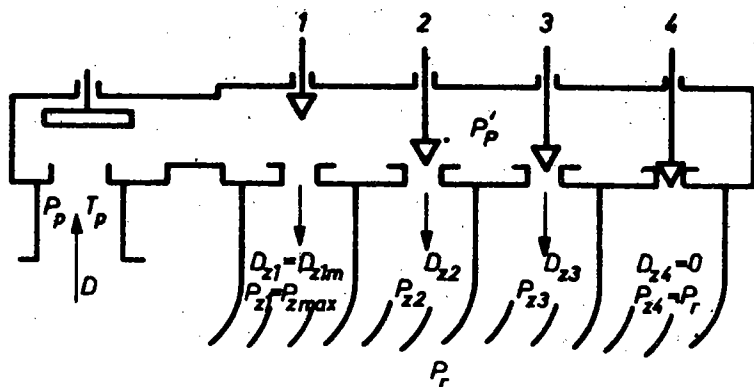 1 2 3 4
P'p
Pp Tp
D
Dz1=Dz1m Dz2 Dz3 Dz4=0
Pz1=Pzmax Pz2 Pz3 Pz4=Pr
Pr